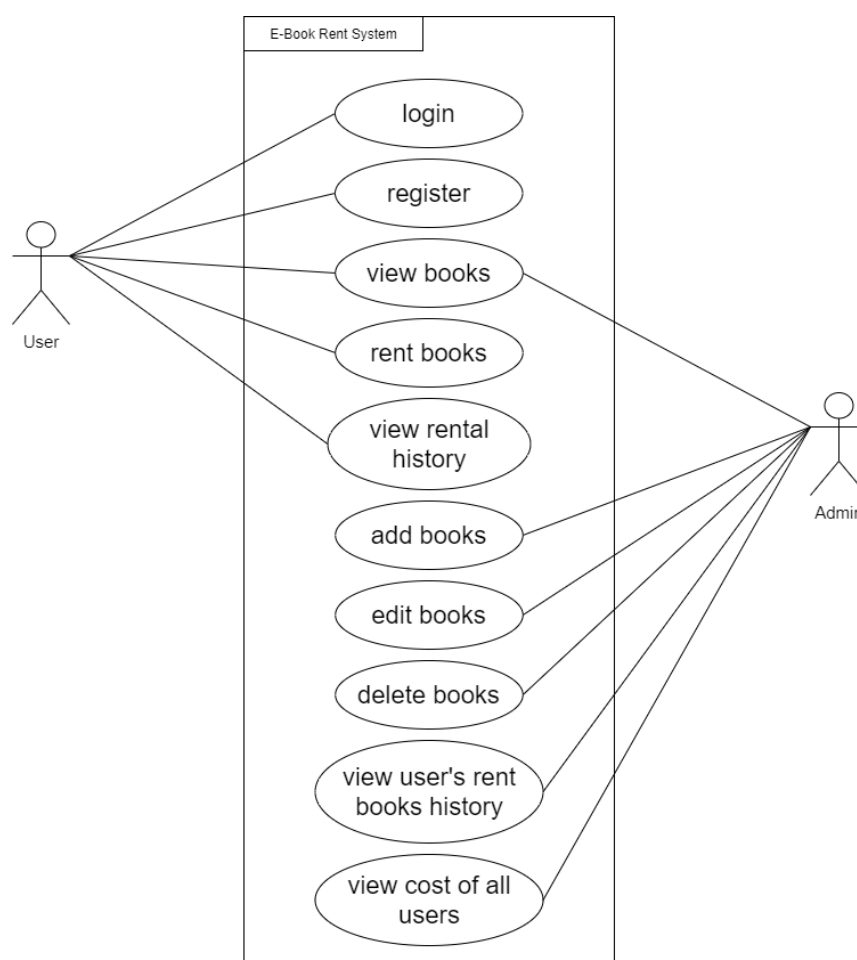 E-Book Rent System
login
register
view books
User
rent books
view rental
history
Admin
add books
edit books
delete books
view user's rent
books history
view cost of all
users